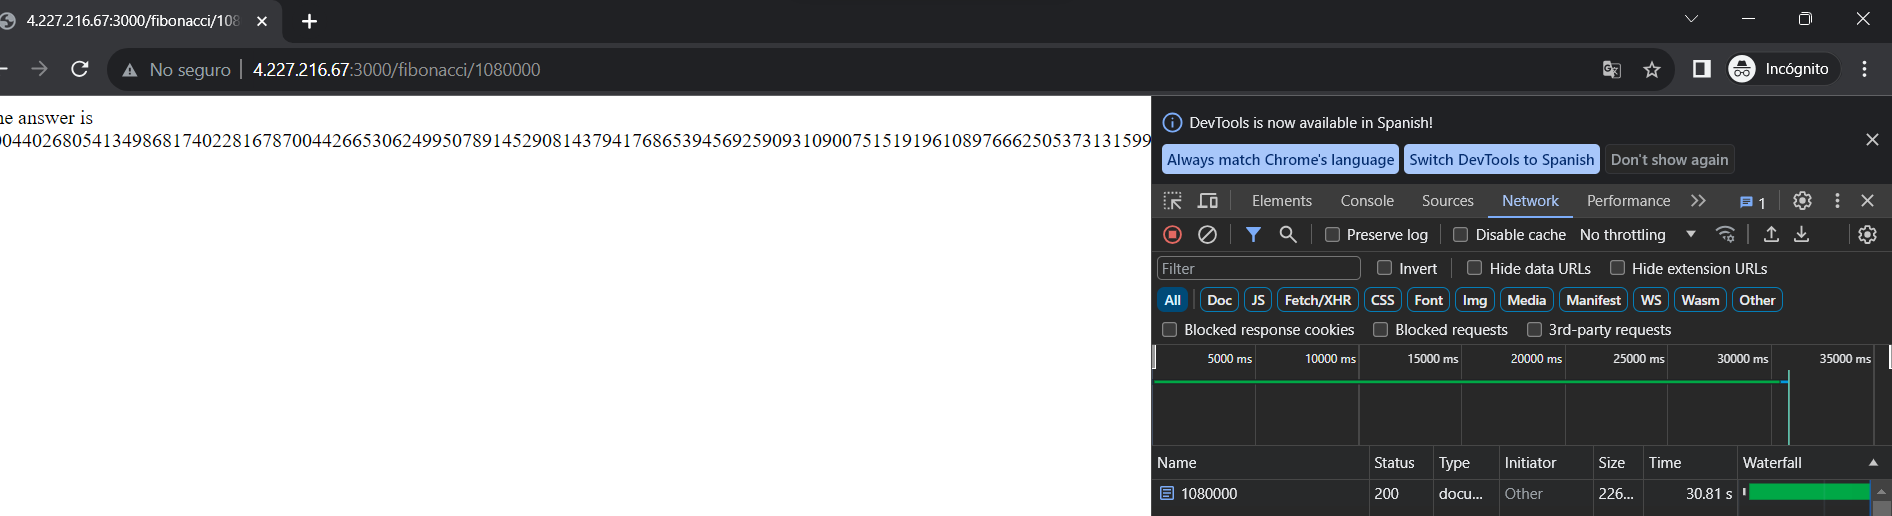 4.227.216.67:3000/fibonacci/108
No seguro | 4.227.216.67:3000/fibonacci/1080000
Incógnito
ne answer is
00440268054134986817402281678700442665306249950789145290814379417686539456925909310900751519196108976662505373131599
DevTools is now available in Spanish!
Always match Chrome's language Switch DevTools to Spanish Don't show again
Elements Console Sources Network Performance 1
Preserve log Disable cache No throttling
Filter Invert Hide data URLs Hide extension URLs
All Doc JS Fetch/XHR CSS Font Img Media Manifest WS Wasm Other
Blocked response cookies Blocked requests 3rd-party requests
5000 ms 10000 ms 15000 ms 20000 ms 25000 ms 30000 ms 35000 ms
Name Status Type Initiator Size Time Waterfall
1080000 200 docu... Other 226... 30.81 s